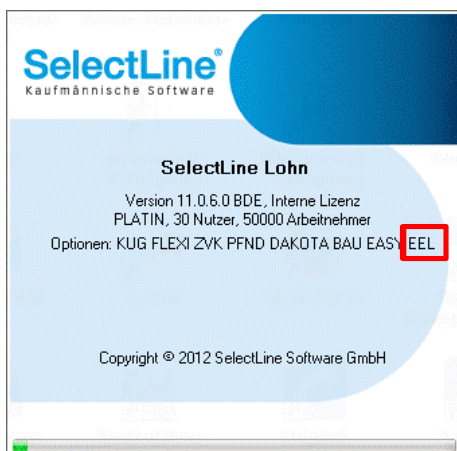 SelectLine®
Kaufmännische Software
SelectLine Lohn
Version 11.0.6.0 BDE, Interne Lizenz
PLATIN, 30 Nutzer, 50000 Arbeitnehmer
Optionen: KUG FLEXI ZVK PFND DAKOTA BAU EASY EEL
Copyright © 2012 SelectLine Software GmbH